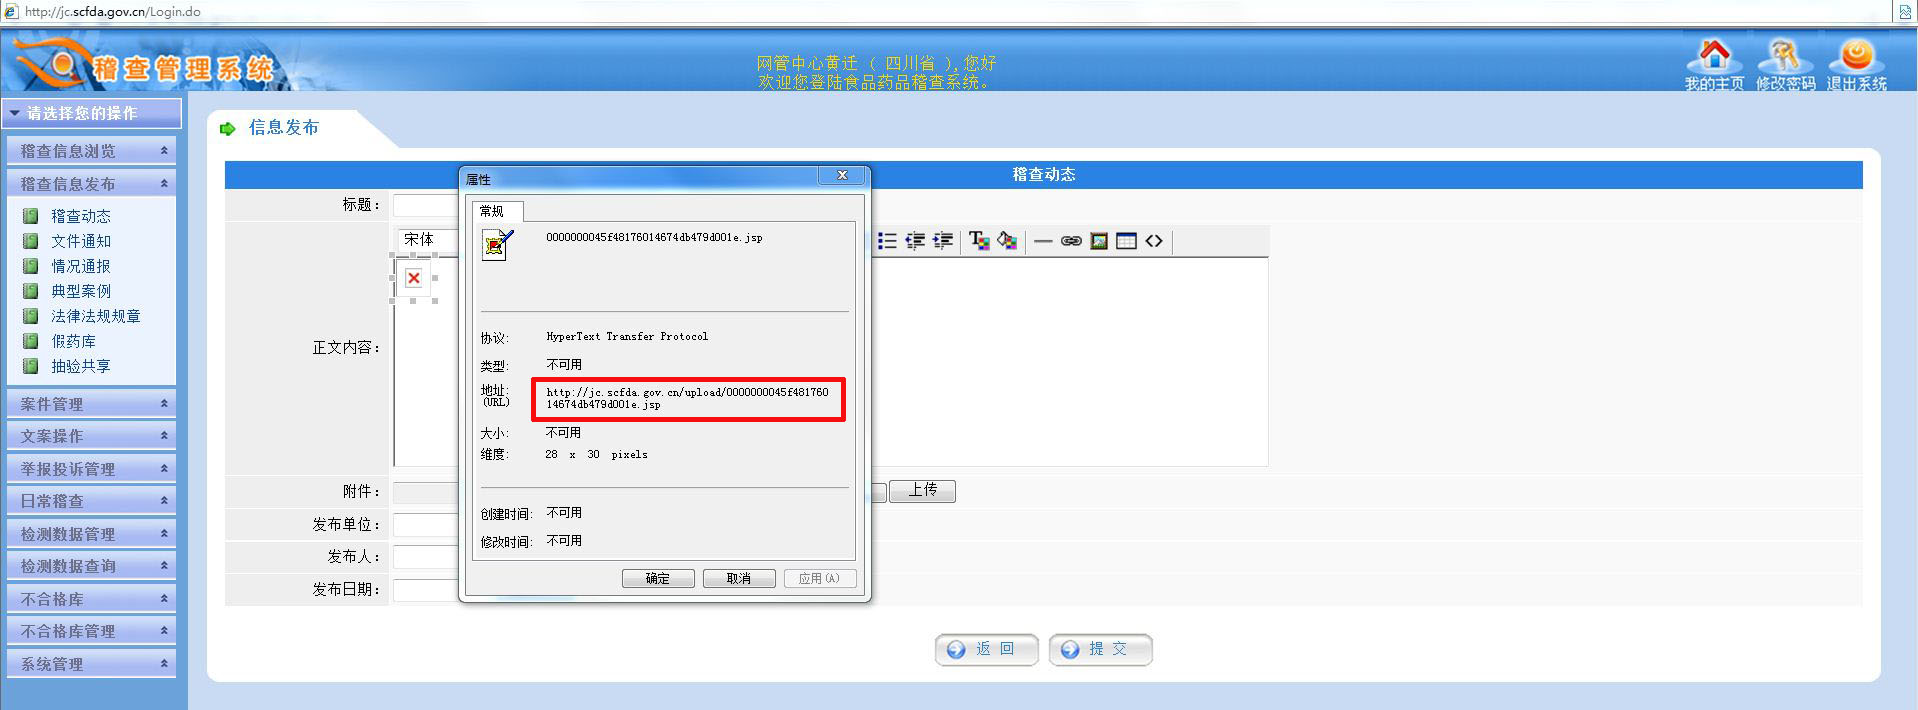 http://jc.scfda.gov.cn/Login.do
稽查管理系统
网管中心黄迁 ( 四川省 ),您好
欢迎您登陆食品药品稽查系统。
我的主页 修改密码 退出系统
请选择您的操作
稽查信息浏览
稽查信息发布
稽查动态
文件通知
情况通报
典型案例
法律法规规章
假药库
抽验共享
案件管理
文案操作
举报投诉管理
日常稽查
检测数据管理
检测数据查询
不合格库
不合格库管理
系统管理
信息发布
稽查动态
标题:
宋体
正文内容:
附件:
上传
发布单位:
发布人:
发布日期:
返 回
提 交
属性
常规
0000000045f48176014674db479d001e.jsp
协议: HyperText Transfer Protocol
类型: 不可用
地址: http://jc.scfda.gov.cn/upload/0000000045f48176
(URL) 014674db479d001e.jsp
大小: 不可用
维度: 28 x 30 pixels
创建时间: 不可用
修改时间: 不可用
确定 取消 应用(A)